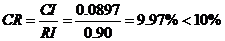 CR = CI/RI = 0.0897/0.90 = 9.97% < 10%